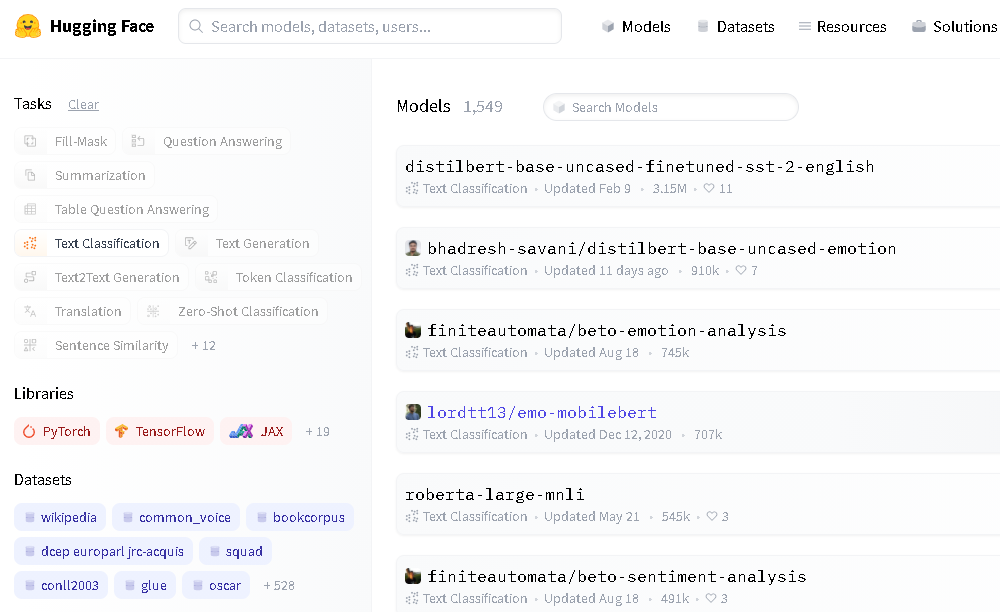 Hugging Face
Search models, datasets, users...
Models
Datasets
Resources
Solutions
Tasks
Clear
Fill-Mask
Question Answering
Summarization
Table Question Answering
Text Classification
Text Generation
Text2Text Generation
Token Classification
Translation
Zero-Shot Classification
Sentence Similarity
+ 12
Libraries
PyTorch
TensorFlow
JAX
+ 19
Datasets
wikipedia
common_voice
bookcorpus
dcep europarl jrc-acquis
squad
conll2003
glue
oscar
+ 528
Models 1,549
Search Models
distilbert-base-uncased-finetuned-sst-2-english
Text Classification • Updated Feb 9 • 3.15M • ♡ 11
bhadresh-savani/distilbert-base-uncased-emotion
Text Classification • Updated 11 days ago • 910k • ♡ 7
finiteautomata/beto-emotion-analysis
Text Classification • Updated Aug 18 • 745k
lordtt13/emo-mobilebert
Text Classification • Updated Dec 12, 2020 • 707k
roberta-large-mnli
Text Classification • Updated May 21 • 545k • ♡ 3
finiteautomata/beto-sentiment-analysis
Text Classification • Updated Aug 18 • 491k • ♡ 3